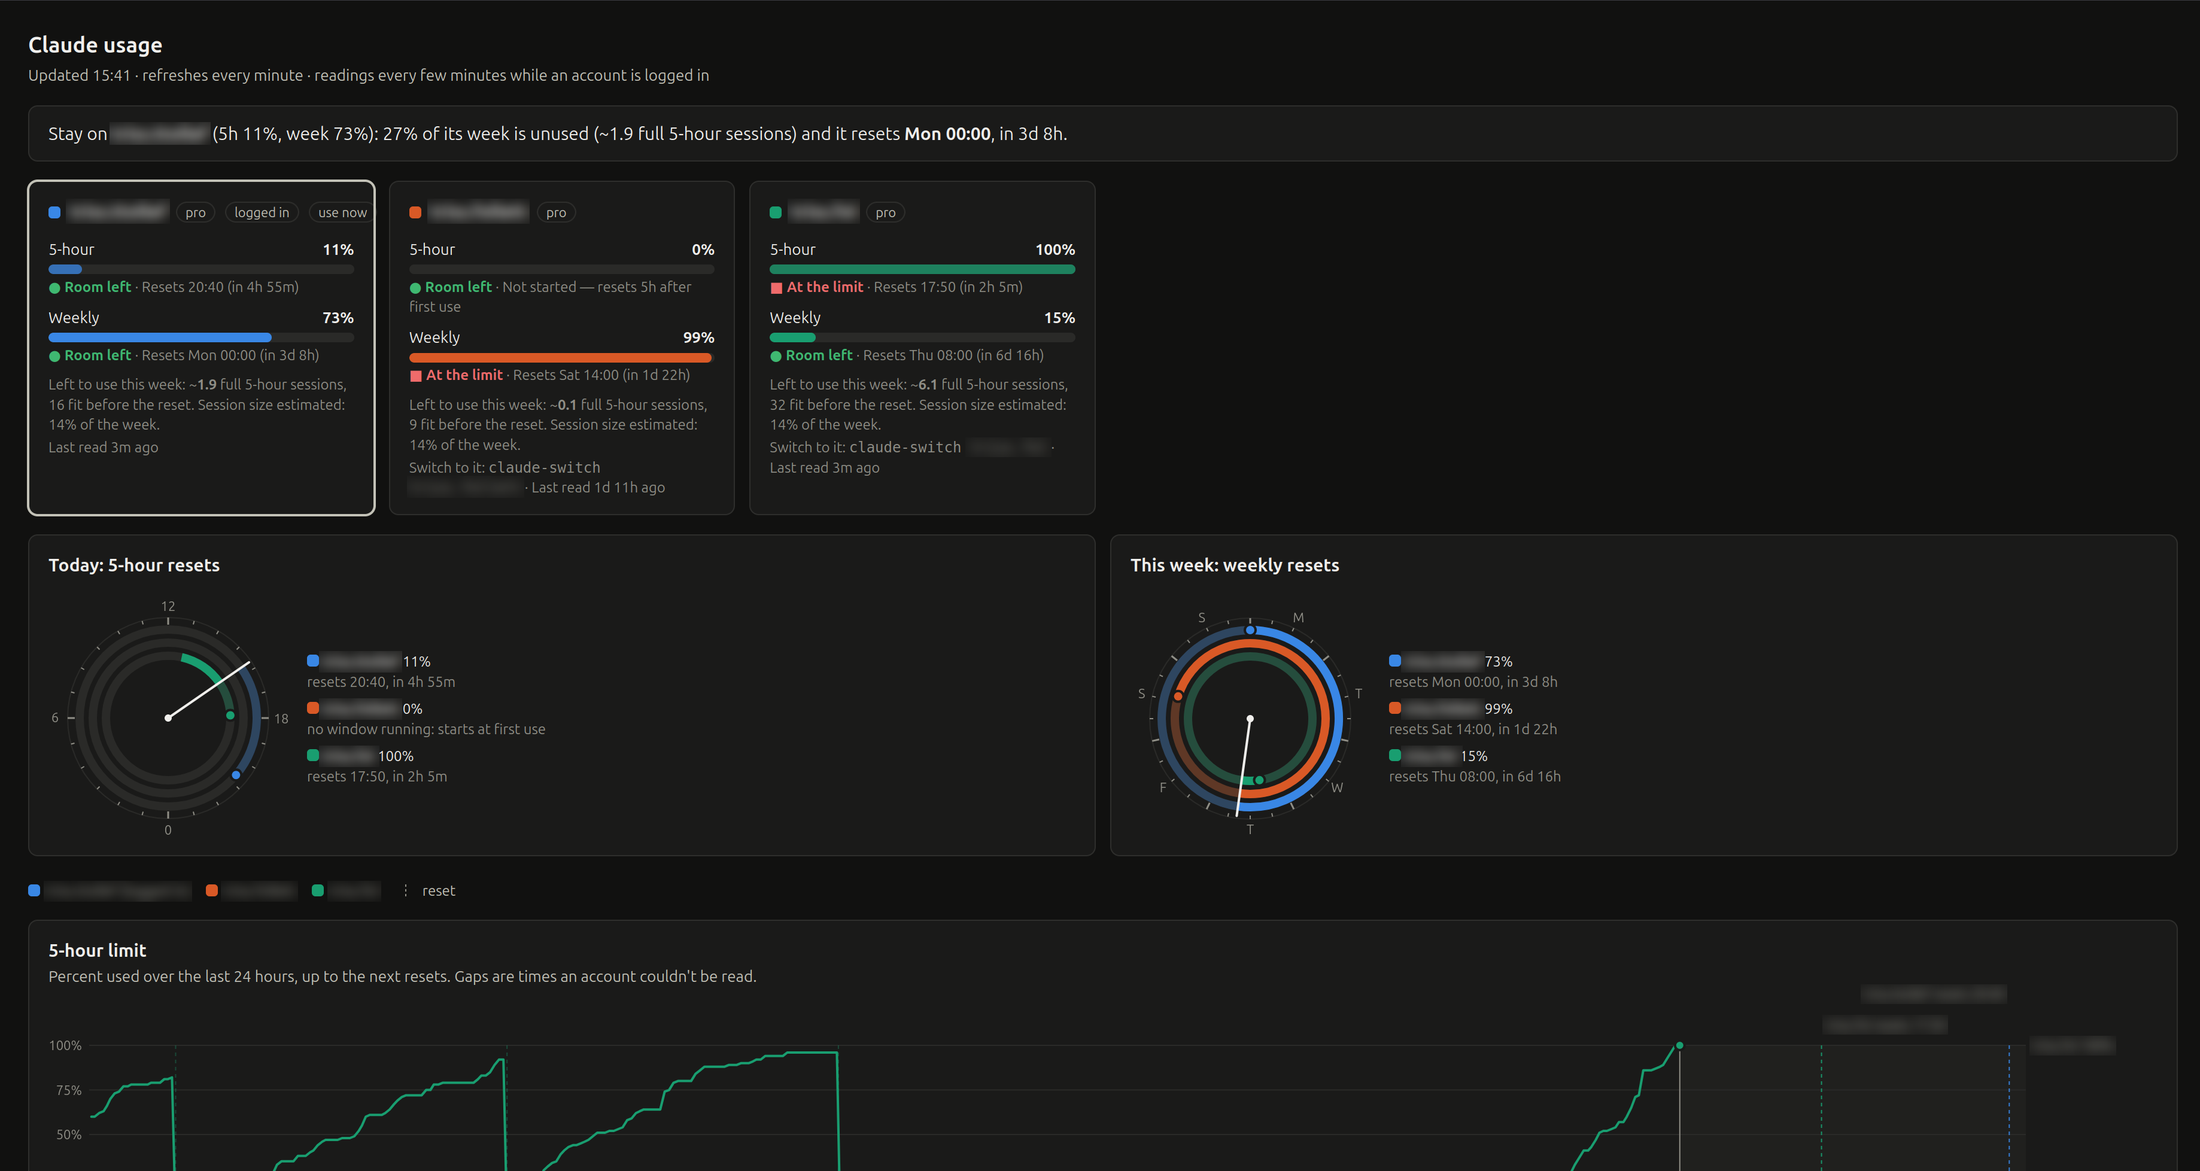 Claude usage
Updated 15:41 · refreshes every minute · readings every few minutes while an account is logged in
Stay on (5h 11%, week 73%): 27% of its week is unused (~1.9 full 5-hour sessions) and it resets Mon 00:00, in 3d 8h.
pro logged in use now
5-hour 11%
Room left · Resets 20:40 (in 4h 55m)
Weekly 73%
Room left · Resets Mon 00:00 (in 3d 8h)
Left to use this week: ~1.9 full 5-hour sessions,
16 fit before the reset. Session size estimated:
14% of the week.
Last read 3m ago
pro
5-hour 0%
Room left · Not started — resets 5h after
first use
Weekly 99%
At the limit · Resets Sat 14:00 (in 1d 22h)
Left to use this week: ~0.1 full 5-hour sessions,
9 fit before the reset. Session size estimated:
14% of the week.
Switch to it: claude-switch
· Last read 1d 11h ago
pro
5-hour 100%
At the limit · Resets 17:50 (in 2h 5m)
Weekly 15%
Room left · Resets Thu 08:00 (in 6d 16h)
Left to use this week: ~6.1 full 5-hour sessions,
32 fit before the reset. Session size estimated:
14% of the week.
Switch to it: claude-switch ·
Last read 3m ago
Today: 5-hour resets
12
6
18
0
11%
resets 20:40, in 4h 55m
0%
no window running: starts at first use
100%
resets 17:50, in 2h 5m
This week: weekly resets
S M
S T
F W
T
73%
resets Mon 00:00, in 3d 8h
99%
resets Sat 14:00, in 1d 22h
15%
resets Thu 08:00, in 6d 16h
reset
5-hour limit
Percent used over the last 24 hours, up to the next resets. Gaps are times an account couldn't be read.
100%
75%
50%